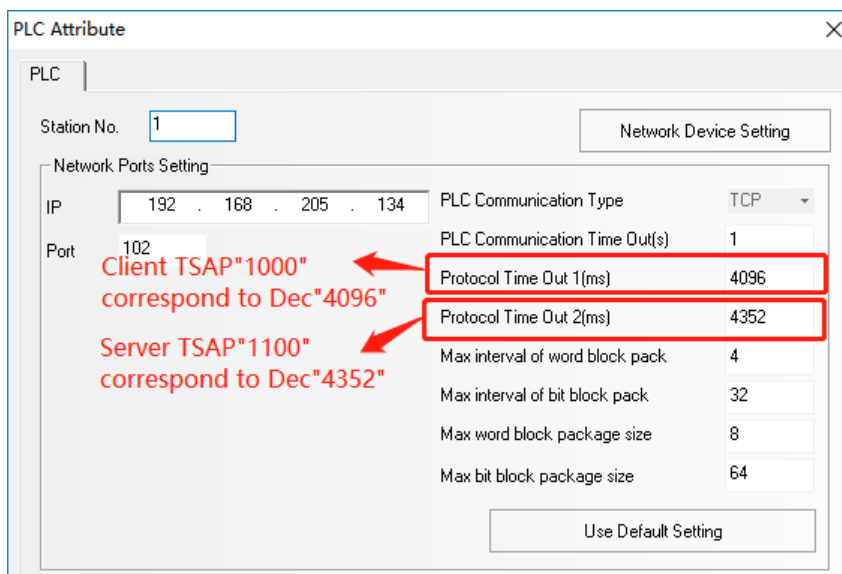 PLC Attribute
PLC
Station No. 1
Network Device Setting
Network Ports Setting
IP 192 . 168 . 205 . 134
Port 102
Client TSAP"1000"
correspond to Dec"4096"
Server TSAP"1100"
correspond to Dec"4352"
PLC Communication Type TCP
PLC Communication Time Out(s) 1
Protocol Time Out 1(ms) 4096
Protocol Time Out 2(ms) 4352
Max interval of word block pack 4
Max interval of bit block pack 32
Max word block package size 8
Max bit block package size 64
Use Default Setting